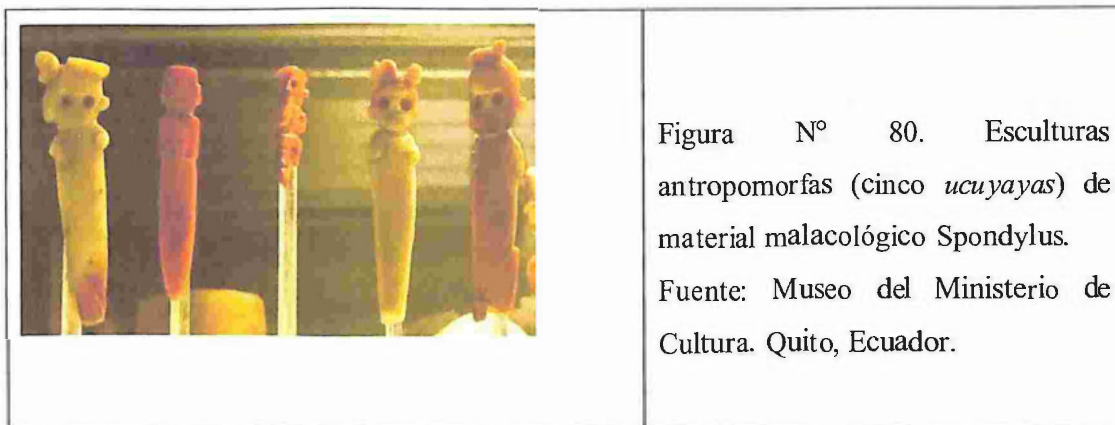 Figura N° 80. Esculturas
antropomorfas (cinco ucuyayas) de
material malacológico Spondylus.
Fuente: Museo del Ministerio de
Cultura. Quito, Ecuador.